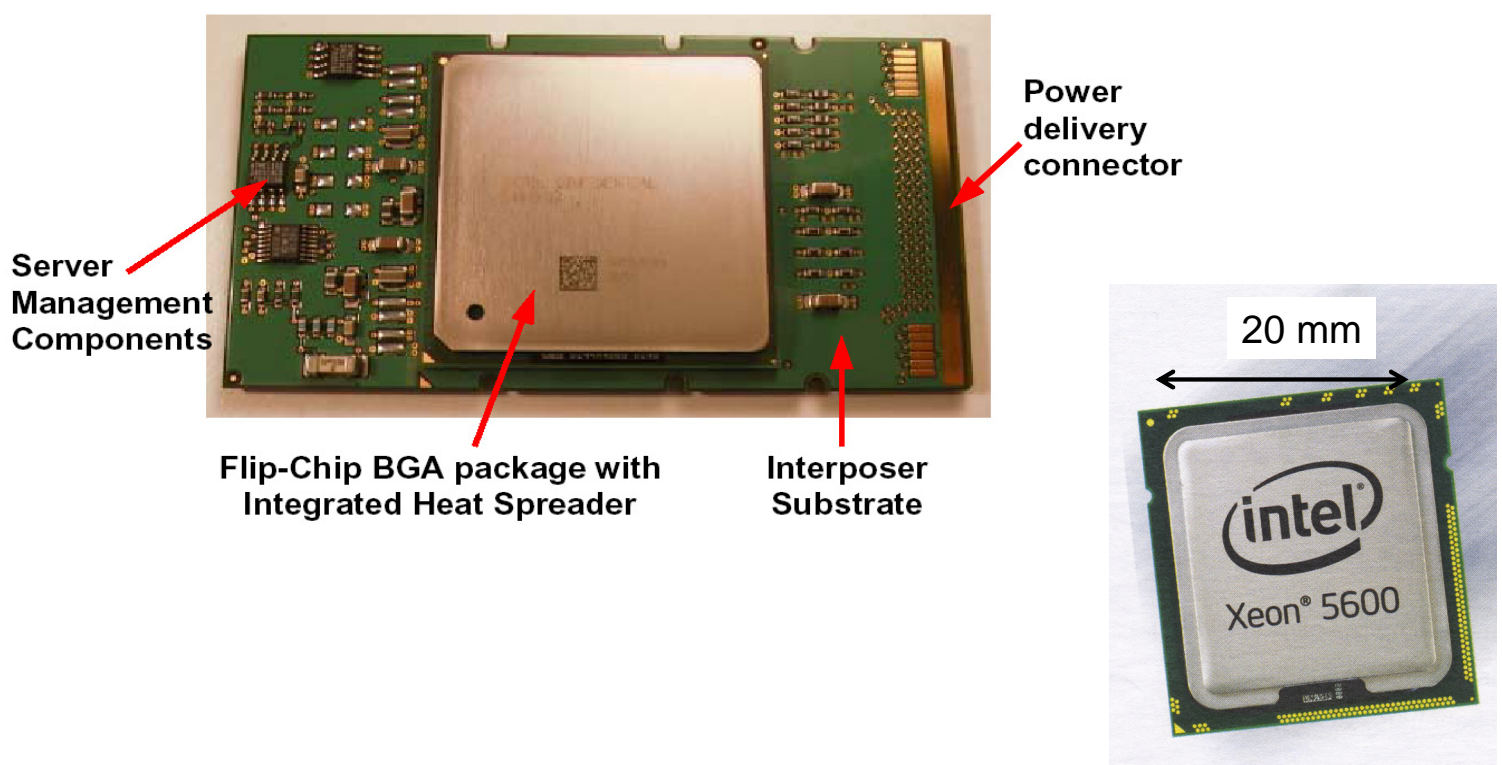 Power
delivery
connector
Server
Management
Components
20 mm
Flip-Chip BGA package with
Integrated Heat Spreader
Interposer
Substrate
intel®
Xeon® 5600